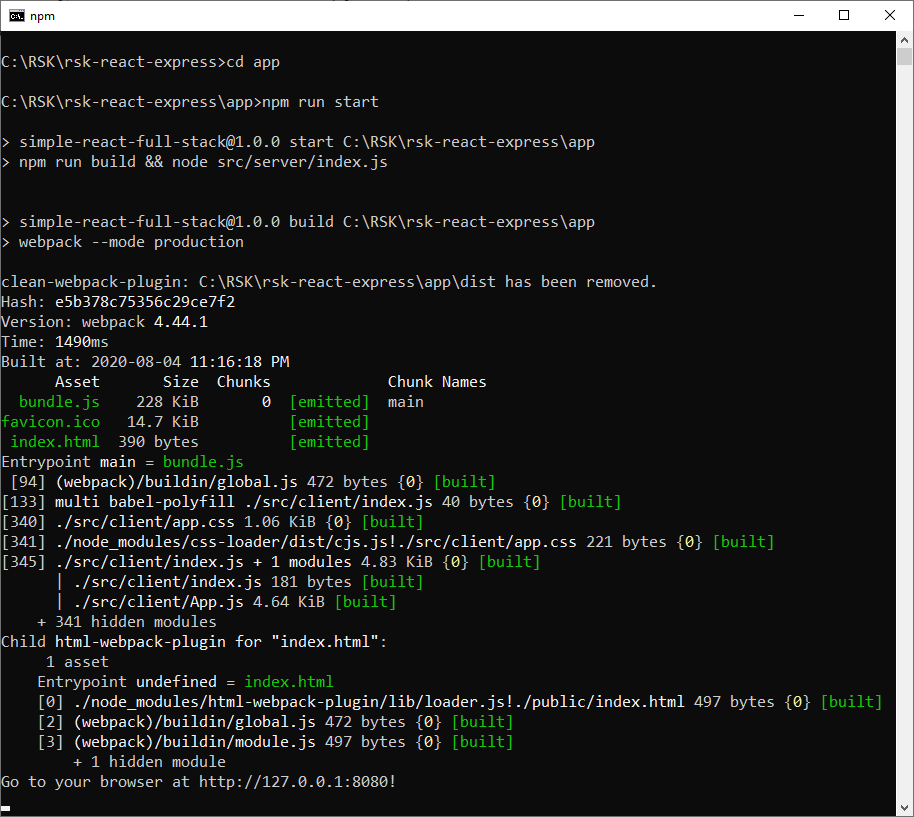 npm
C:\RSK\rsk-react-express>cd app
C:\RSK\rsk-react-express\app>npm run start
> simple-react-full-stack@1.0.0 start C:\RSK\rsk-react-express\app
> npm run build && node src/server/index.js
> simple-react-full-stack@1.0.0 build C:\RSK\rsk-react-express\app
> webpack --mode production
clean-webpack-plugin: C:\RSK\rsk-react-express\app\dist has been removed.
Hash: e5b378c75356c29ce7f2
Version: webpack 4.44.1
Time: 1490ms
Built at: 2020-08-04 11:16:18 PM
      Asset       Size  Chunks             Chunk Names
  bundle.js    228 KiB       0  [emitted]  main
favicon.ico   14.7 KiB          [emitted]
 index.html  390 bytes          [emitted]
Entrypoint main = bundle.js
 [94] (webpack)/buildin/global.js 472 bytes {0} [built]
[133] multi babel-polyfill ./src/client/index.js 40 bytes {0} [built]
[340] ./src/client/app.css 1.06 KiB {0} [built]
[341] ./node_modules/css-loader/dist/cjs.js!./src/client/app.css 221 bytes {0} [built]
[345] ./src/client/index.js + 1 modules 4.83 KiB {0} [built]
      | ./src/client/index.js 181 bytes [built]
      | ./src/client/App.js 4.64 KiB [built]
    + 341 hidden modules
Child html-webpack-plugin for "index.html":
     1 asset
    Entrypoint undefined = index.html
    [0] ./node_modules/html-webpack-plugin/lib/loader.js!./public/index.html 497 bytes {0} [built]
    [2] (webpack)/buildin/global.js 472 bytes {0} [built]
    [3] (webpack)/buildin/module.js 497 bytes {0} [built]
        + 1 hidden module
Go to your browser at http://127.0.0.1:8080!